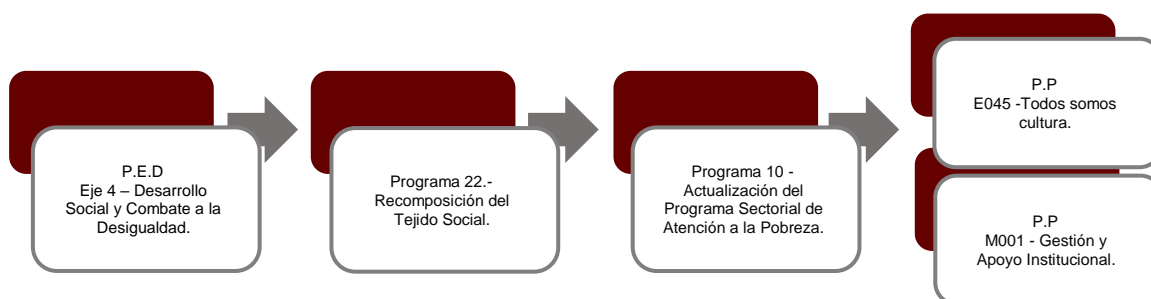 P.E.D
Eje 4 – Desarrollo
Social y Combate a la
Desigualdad.
Programa 22.-
Recomposición del
Tejido Social.
Programa 10 -
Actualización del
Programa Sectorial de
Atención a la Pobreza.
P.P
E045 -Todos somos
cultura.
P.P
M001 - Gestión y
Apoyo Institucional.